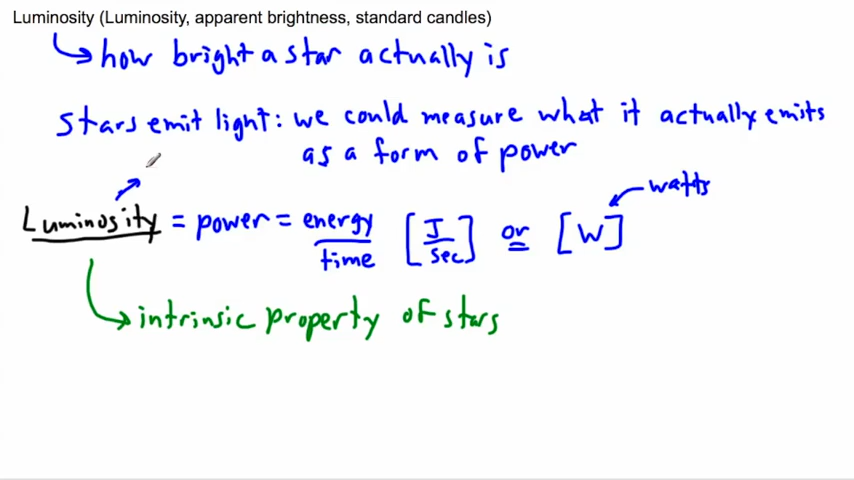 Luminosity (Luminosity, apparent brightness, standard candles)
how bright a star actually is
Stars emit light: we could measure what it actually emits
as a form of power
watts
Luminosity = power = energy/time [J/sec] or [W]
intrinsic property of stars